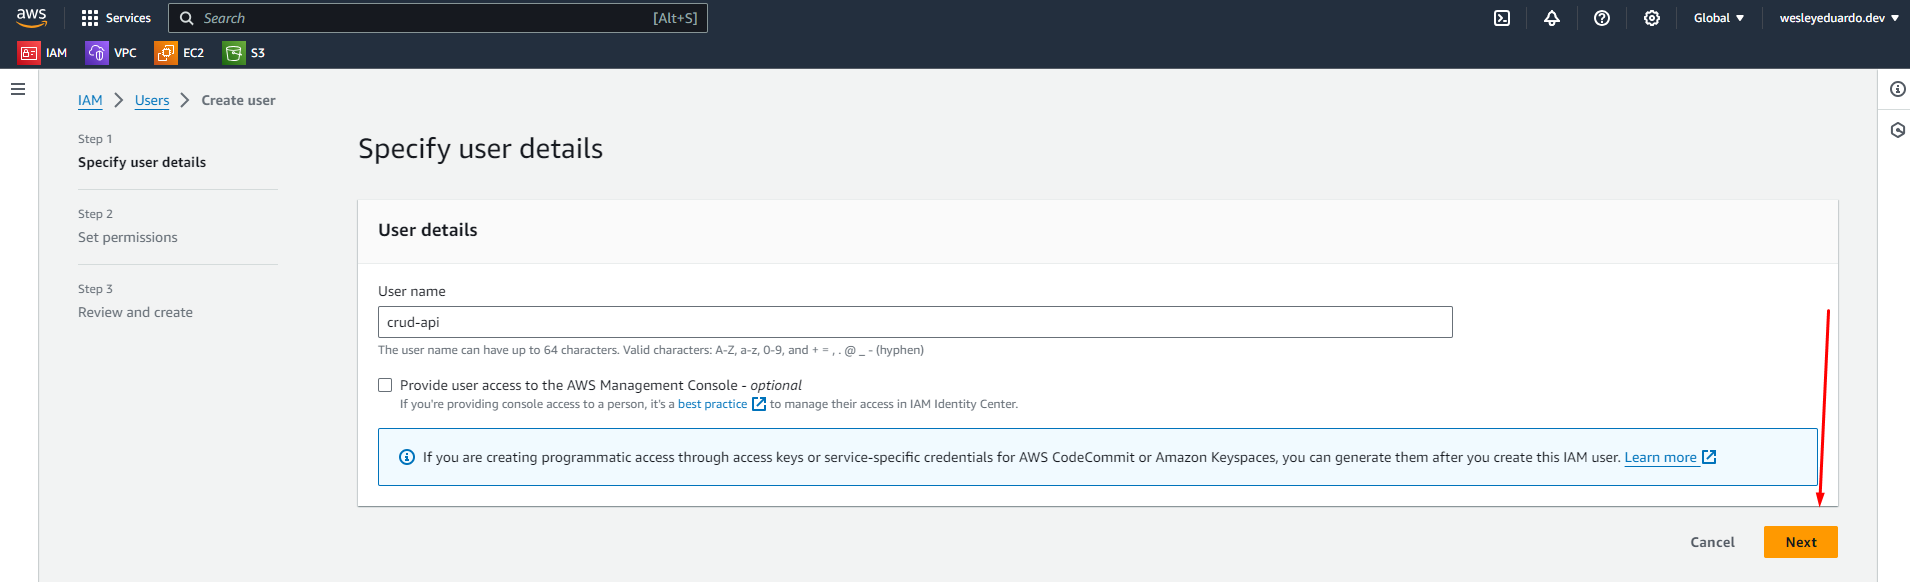 aws
Services
Search [Alt+S]
Global
wesleyeduardo.dev
IAM VPC EC2 S3
IAM Users Create user
Step 1
Specify user details
Step 2
Set permissions
Step 3
Review and create
Specify user details
User details
User name
crud-api
The user name can have up to 64 characters. Valid characters: A-Z, a-z, 0-9, and + = , . @ _ - (hyphen)
Provide user access to the AWS Management Console - optional
If you're providing console access to a person, it's a best practice to manage their access in IAM Identity Center.
If you are creating programmatic access through access keys or service-specific credentials for AWS CodeCommit or Amazon Keyspaces, you can generate them after you create this IAM user. Learn more
Cancel Next